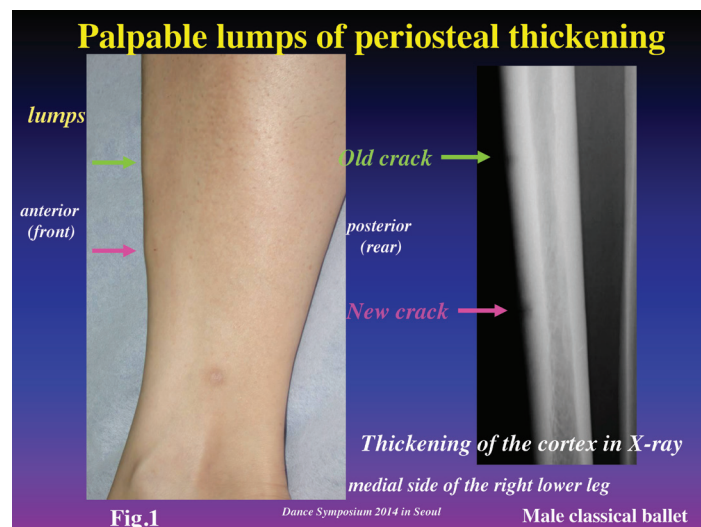 Palpable lumps of periosteal thickening
lumps
Old crack
anterior
(front)
posterior
(rear)
New crack
Thickening of the cortex in X-ray
medial side of the right lower leg
Fig.1
Dance Symposium 2014 in Seoul
Male classical ballet